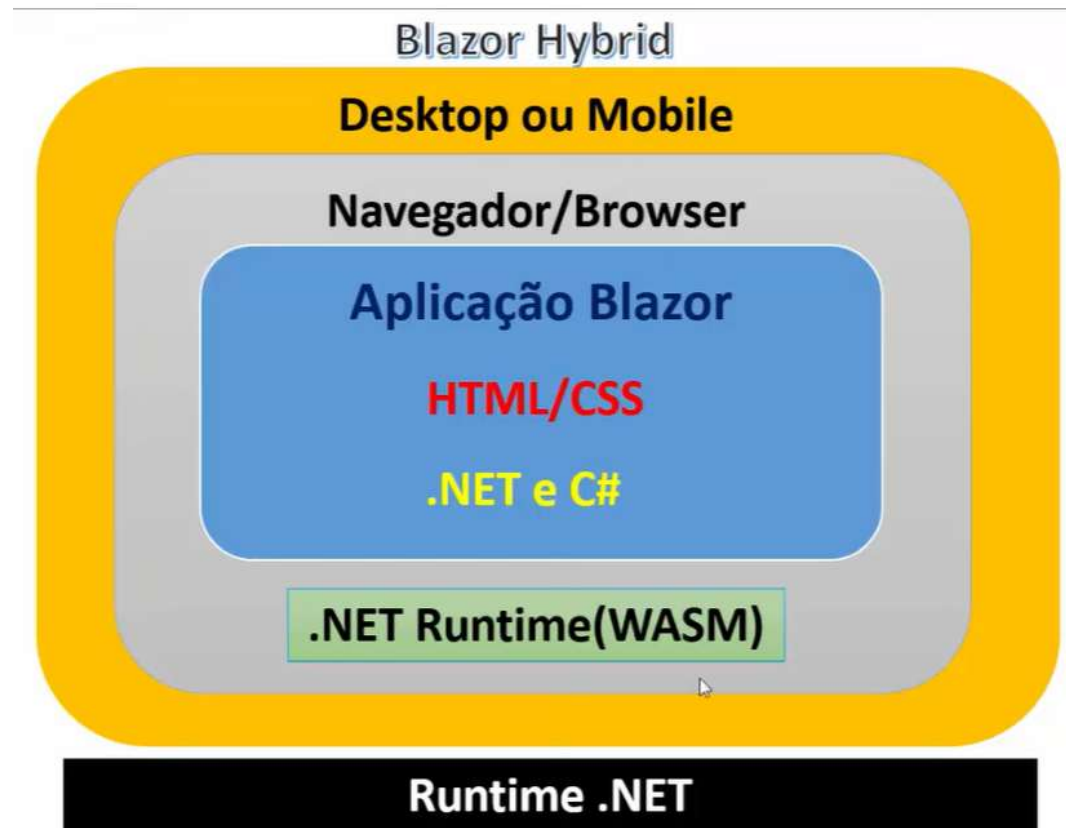 Blazor Hybrid
Desktop ou Mobile
Navegador/Browser
Aplicação Blazor
HTML/CSS
.NET e C#
.NET Runtime(WASM)
Runtime .NET